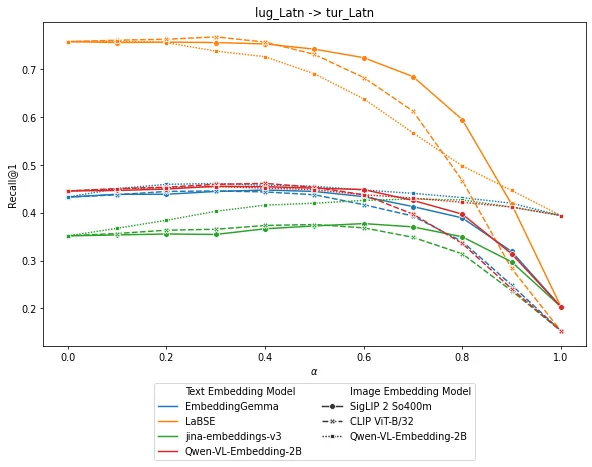 lug_Latn -> tur_Latn
Recall@1
0.7
0.6
0.5
0.4
0.3
0.2
0.0 0.2 0.4 0.6 0.8 1.0
α
Text Embedding Model Image Embedding Model
EmbeddingGemma SigLIP 2 So400m
LaBSE CLIP ViT-B/32
jina-embeddings-v3 Qwen-VL-Embedding-2B
Qwen-VL-Embedding-2B